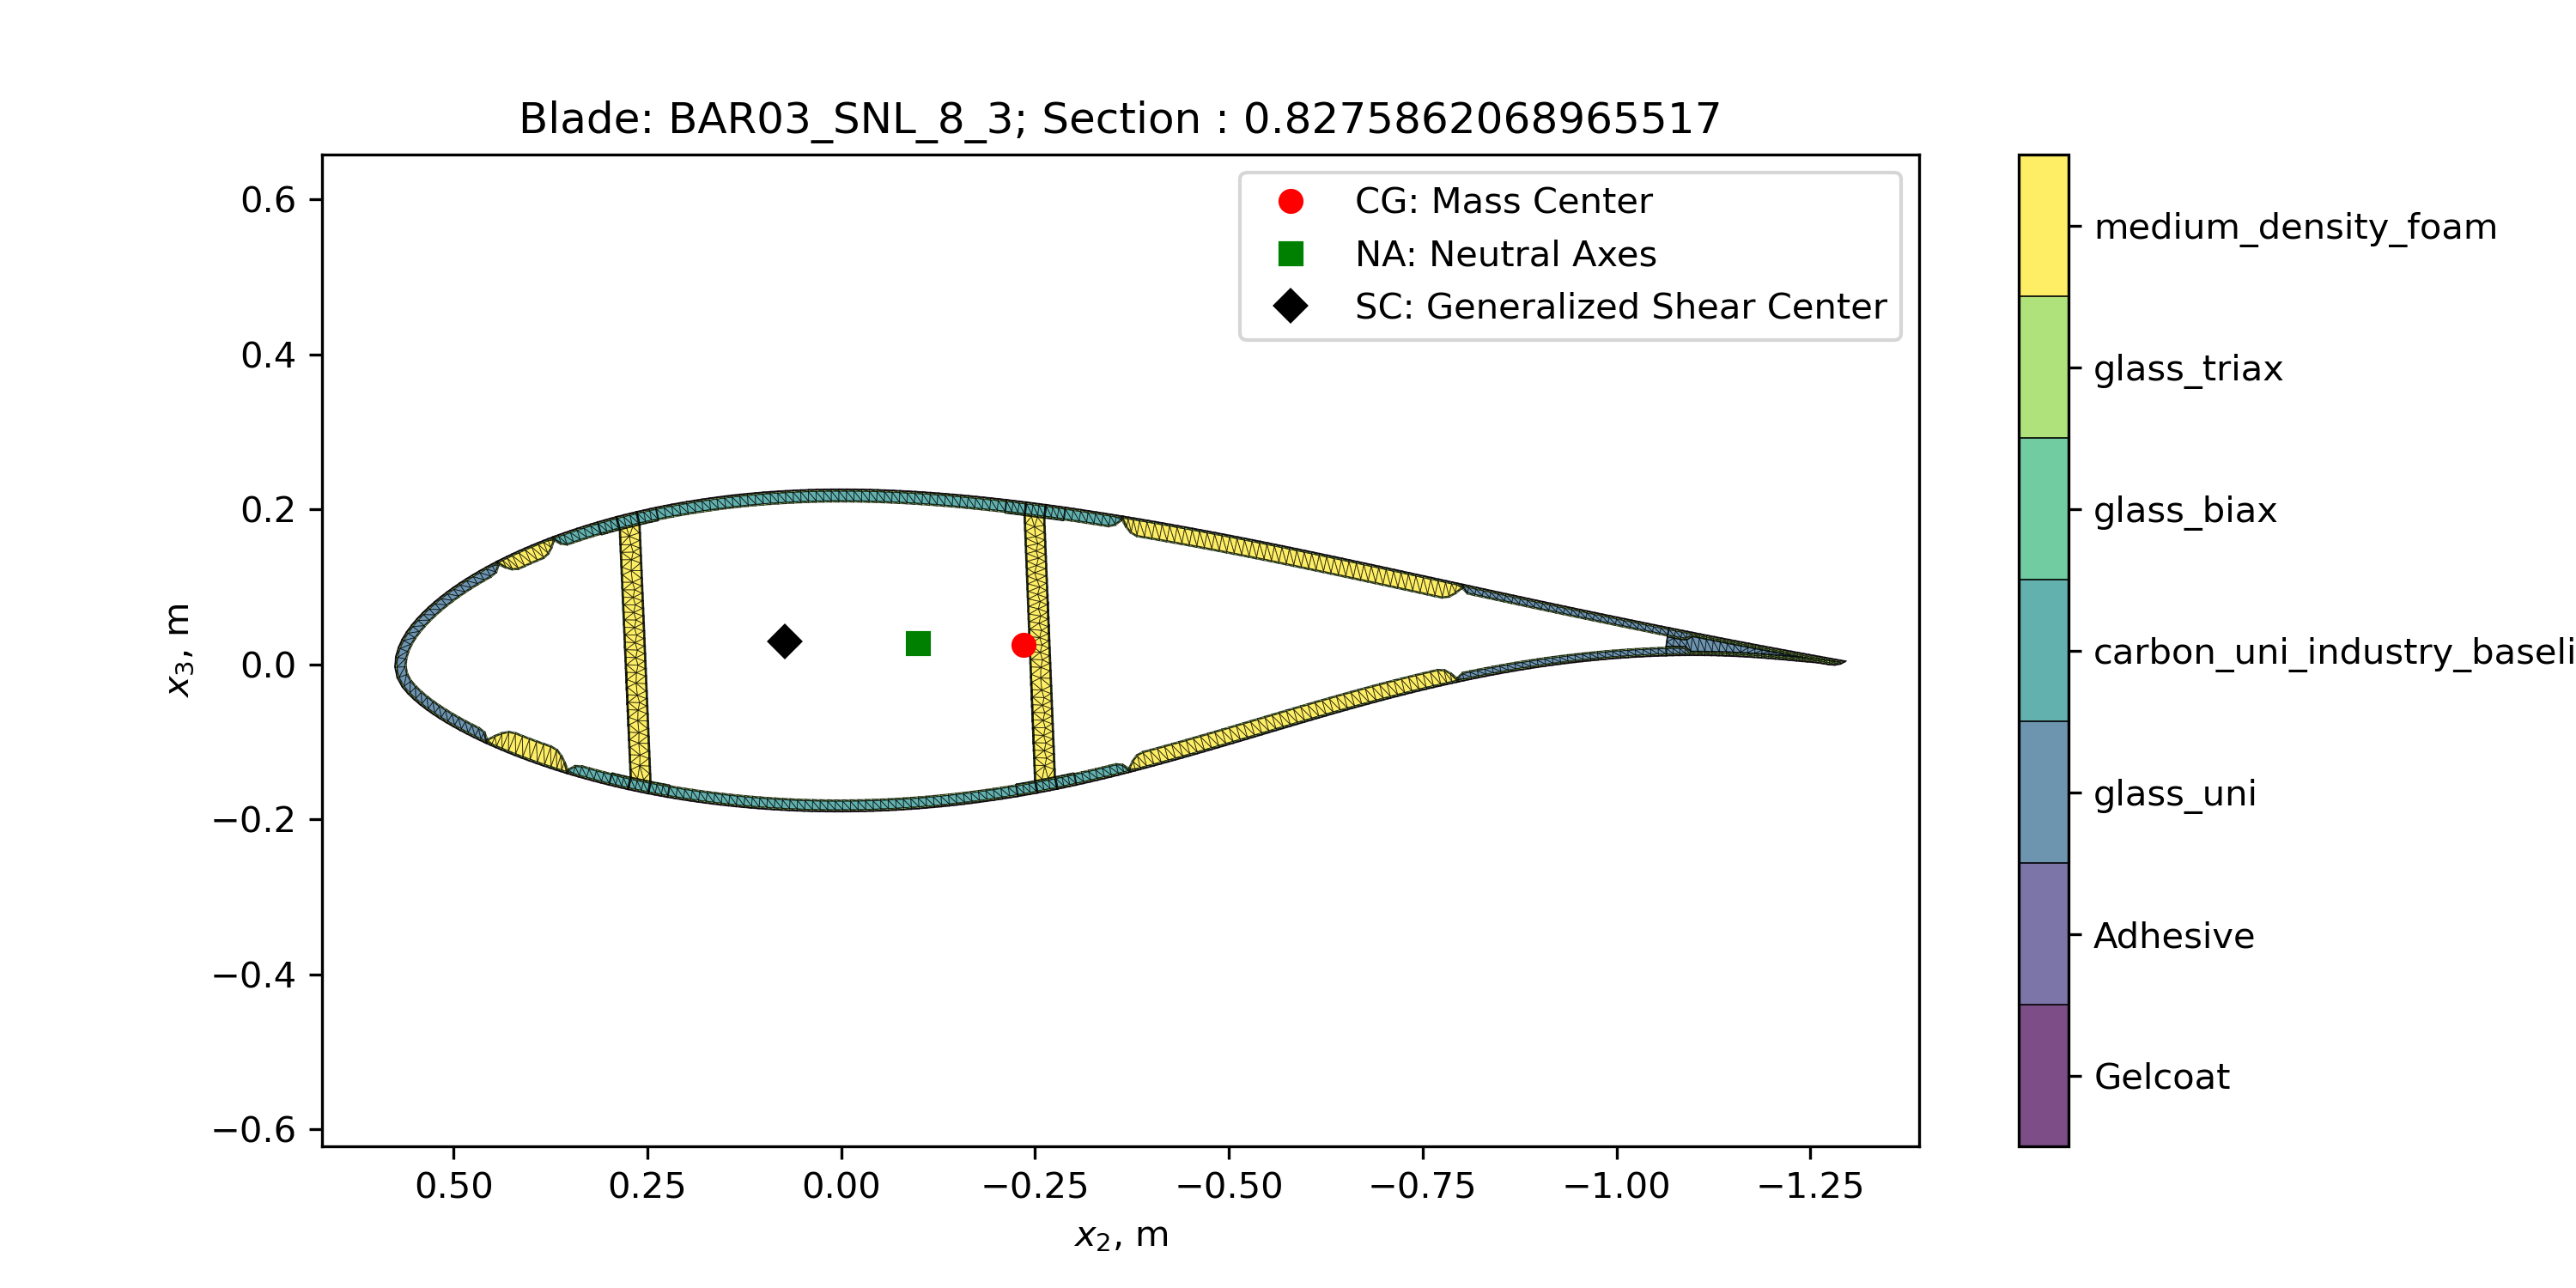 Blade: BAR03_SNL_8_3; Section : 0.8275862068965517
CG: Mass Center
NA: Neutral Axes
SC: Generalized Shear Center
0.6
0.4
0.2
0.0
−0.2
−0.4
−0.6
x₃, m
0.50 0.25 0.00 −0.25 −0.50 −0.75 −1.00 −1.25
x₂, m
medium_density_foam
glass_triax
glass_biax
carbon_uni_industry_baseli
glass_uni
Adhesive
Gelcoat